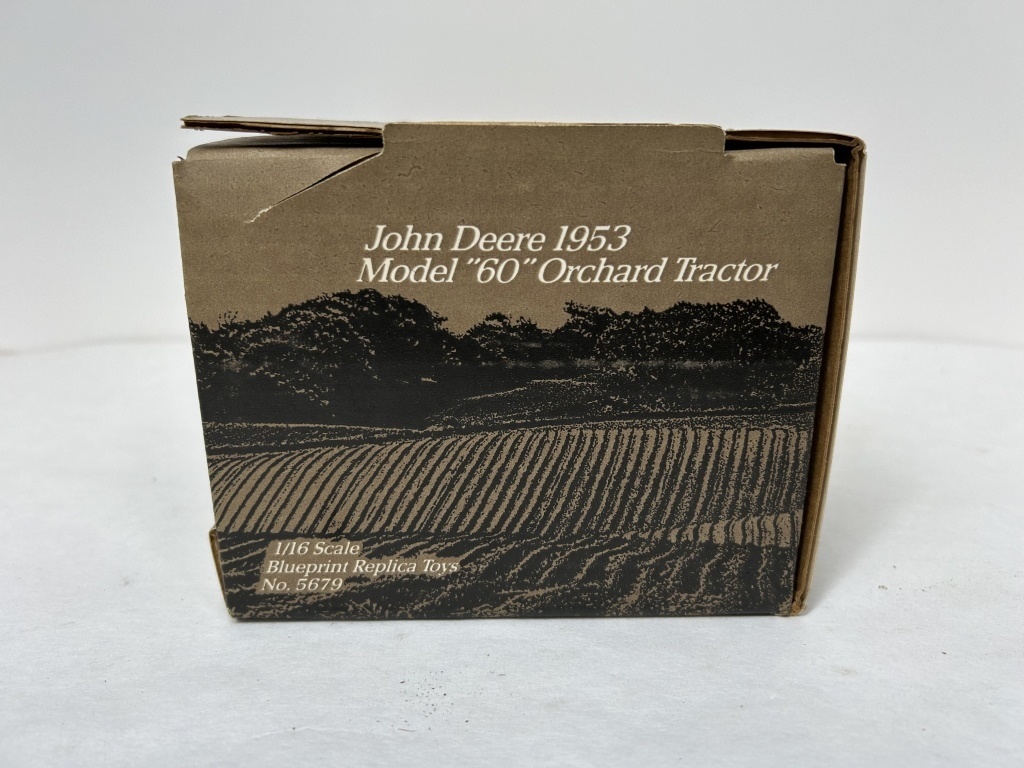 John Deere 1953
Model "60" Orchard Tractor
1/16 Scale
Blueprint Replica Toys
No. 5679